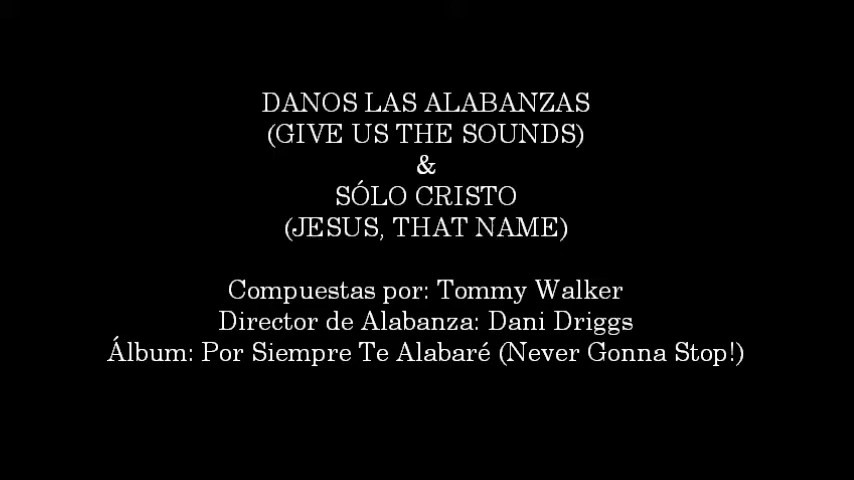 DANOS LAS ALABANZAS
(GIVE US THE SOUNDS)
&
SÓLO CRISTO
(JESUS, THAT NAME)
Compuestas por: Tommy Walker
Director de Alabanza: Dani Driggs
Álbum: Por Siempre Te Alabaré (Never Gonna Stop!)